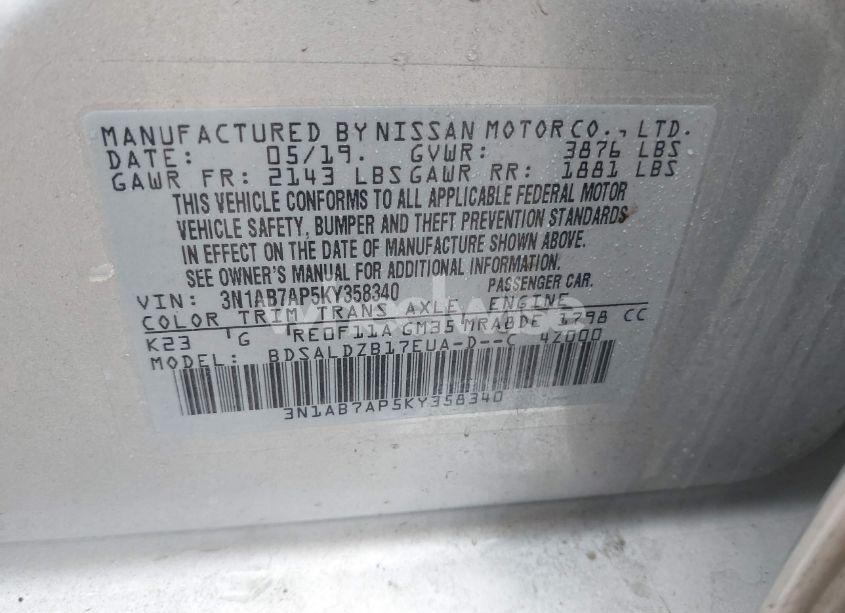 MANUFACTURED BY NISSAN MOTOR CO., LTD.
DATE: 05/19. GVWR: 3876 LBS
GAWR FR: 2143 LBS GAWR RR: 1881 LBS
THIS VEHICLE CONFORMS TO ALL APPLICABLE FEDERAL MOTOR
VEHICLE SAFETY, BUMPER AND THEFT PREVENTION STANDARDS
IN EFFECT ON THE DATE OF MANUFACTURE SHOWN ABOVE.
SEE OWNER'S MANUAL FOR ADDITIONAL INFORMATION.
VIN: 3N1AB7AP5KY358340 PASSENGER CAR.
COLOR TRIM TRANS AXLE ENGINE
K23 G RE0F11A GM35 MRA8DE 1798 CC
MODEL: BDSALDZB17EUA-D--C 4Z000
3N1AB7AP5KY358340